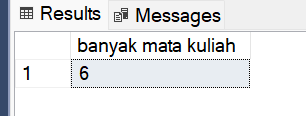 Results Messages
banyak mata kuliah
1 6